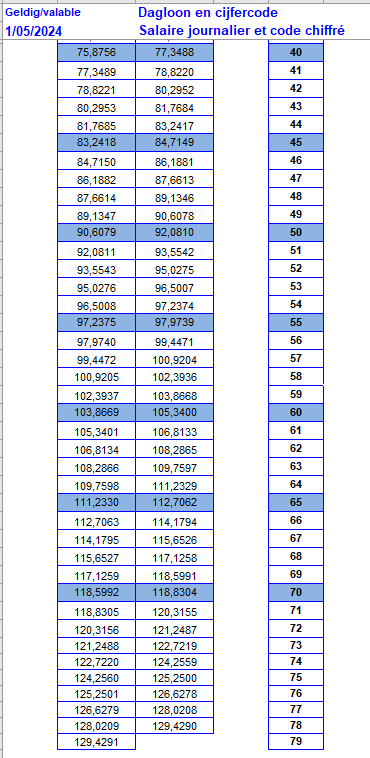 Geldig/valable Dagloon en cijfercode
1/05/2024 Salaire journalier et code chiffré
75,8756 77,3488 40
77,3489 78,8220 41
78,8221 80,2952 42
80,2953 81,7684 43
81,7685 83,2417 44
83,2418 84,7149 45
84,7150 86,1881 46
86,1882 87,6613 47
87,6614 89,1346 48
89,1347 90,6078 49
90,6079 92,0810 50
92,0811 93,5542 51
93,5543 95,0275 52
95,0276 96,5007 53
96,5008 97,2374 54
97,2375 97,9739 55
97,9740 99,4471 56
99,4472 100,9204 57
100,9205 102,3936 58
102,3937 103,8668 59
103,8669 105,3400 60
105,3401 106,8133 61
106,8134 108,2865 62
108,2866 109,7597 63
109,7598 111,2329 64
111,2330 112,7062 65
112,7063 114,1794 66
114,1795 115,6526 67
115,6527 117,1258 68
117,1259 118,5991 69
118,5992 118,8304 70
118,8305 120,3155 71
120,3156 121,2487 72
121,2488 122,7219 73
122,7220 124,2559 74
124,2560 125,2500 75
125,2501 126,6278 76
126,6279 128,0208 77
128,0209 129,4290 78
129,4291 79